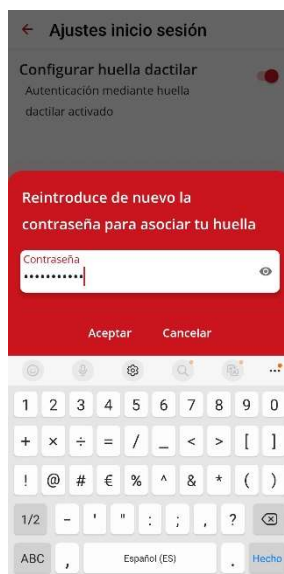 Ajustes inicio sesión
Configurar huella dactilar
Autenticación mediante huella
dactilar activado
Reintroduce de nuevo la
contraseña para asociar tu huella
Contraseña
•••••••••••
Aceptar Cancelar
1 2 3 4 5 6 7 8 9 0
+ × ÷ = / _ < > [ ]
! @ # € % ^ & * ( )
1/2 - ' " : ; , ?
ABC , Español (ES) . Hecho